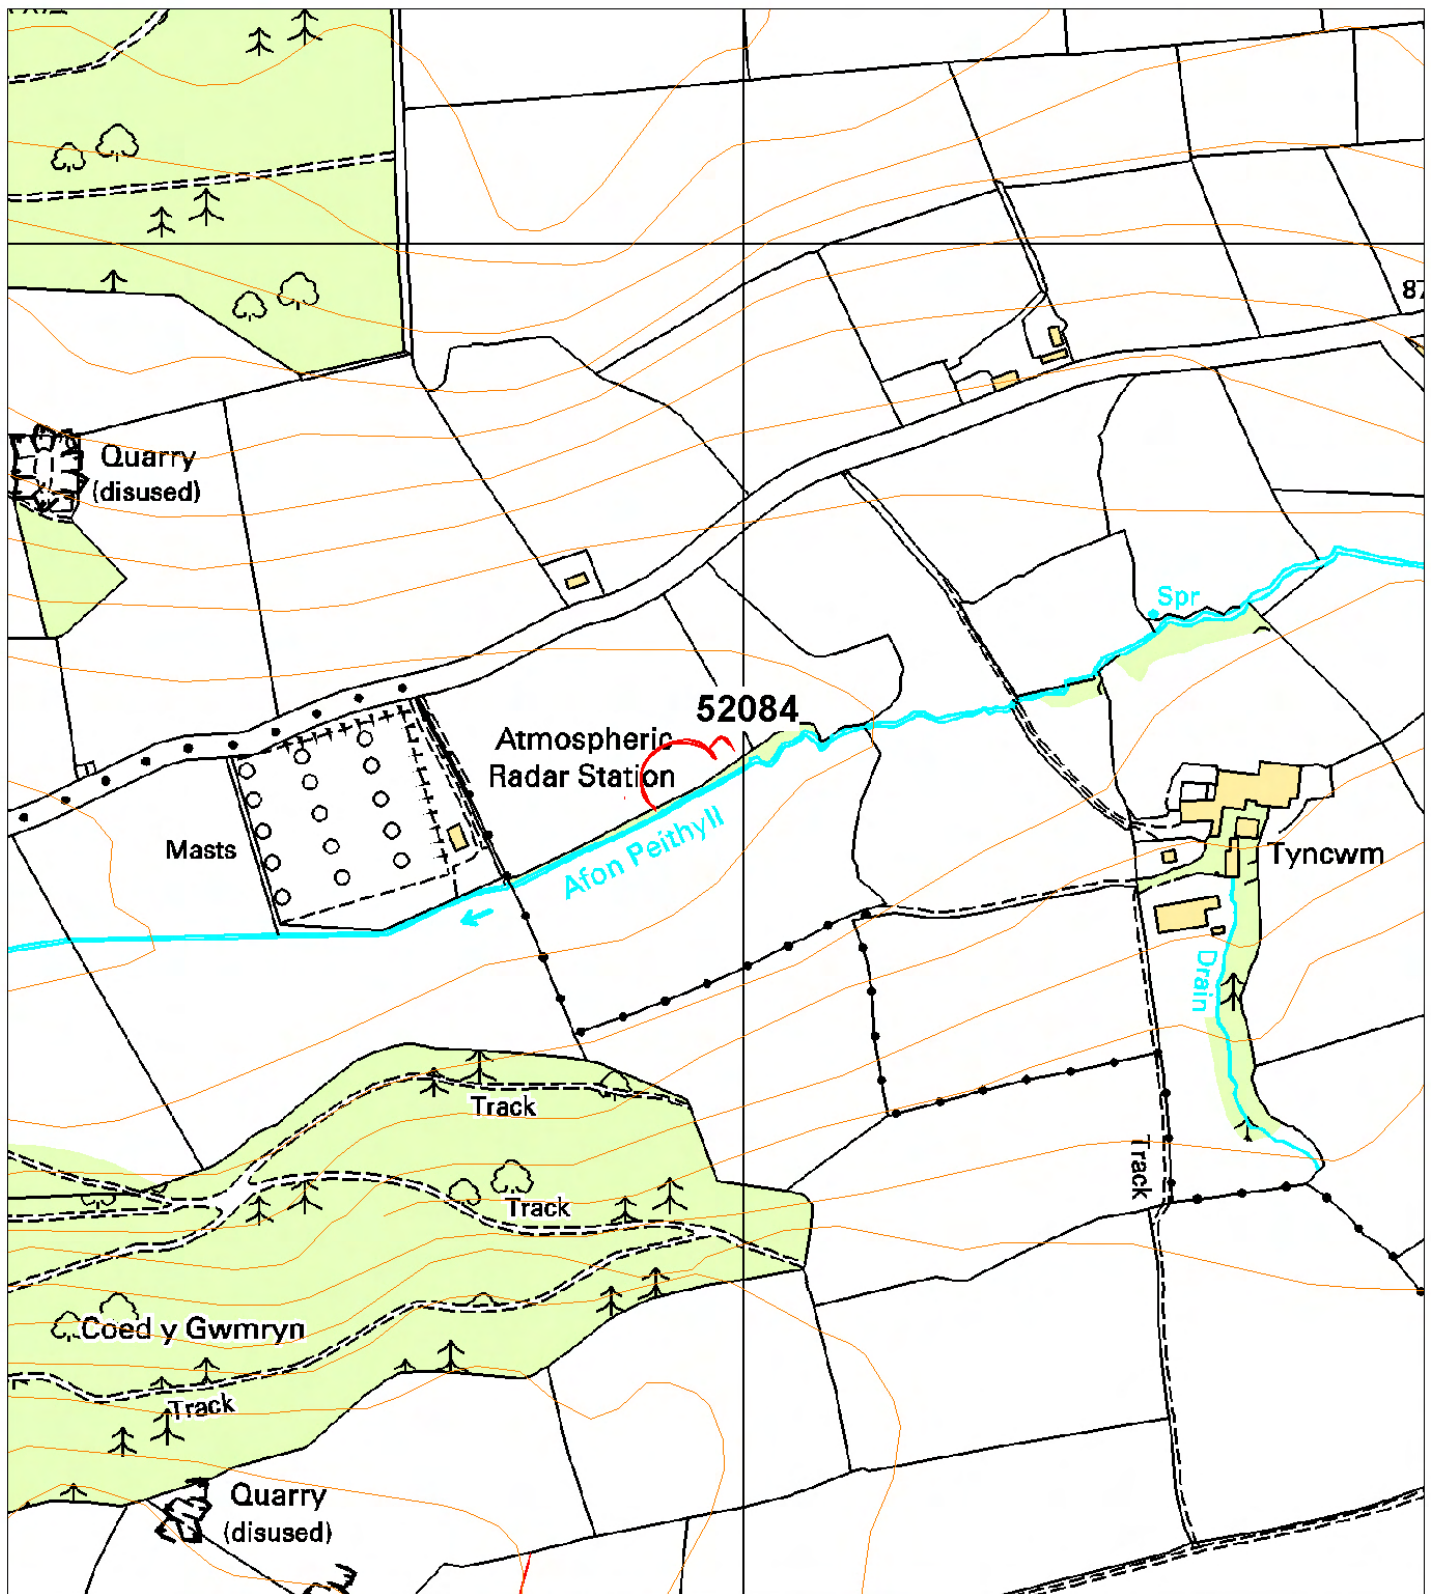 87
Quarry
(disused)
Spr
52084
Atmospheric
Radar Station
Masts
Afon Peithyll
Tyncwm
Drain
Track
Track
Track
Coed y Gwmryn
Track
Quarry
(disused)